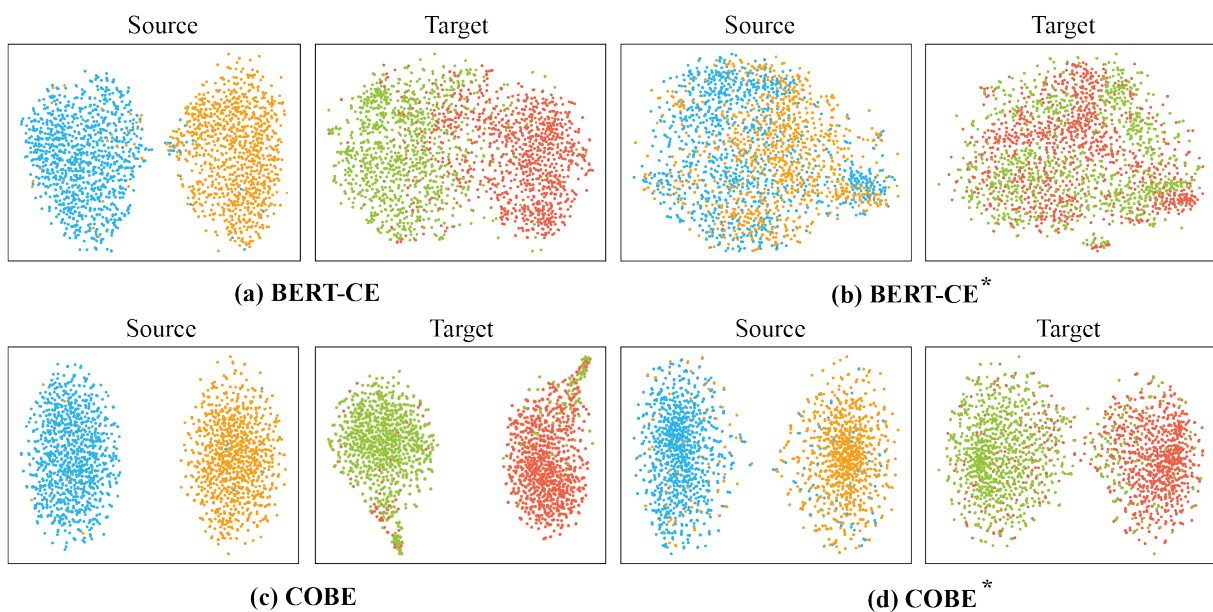 Source Target Source Target
(a) BERT-CE (b) BERT-CE*
Source Target Source Target
(c) COBE (d) COBE*